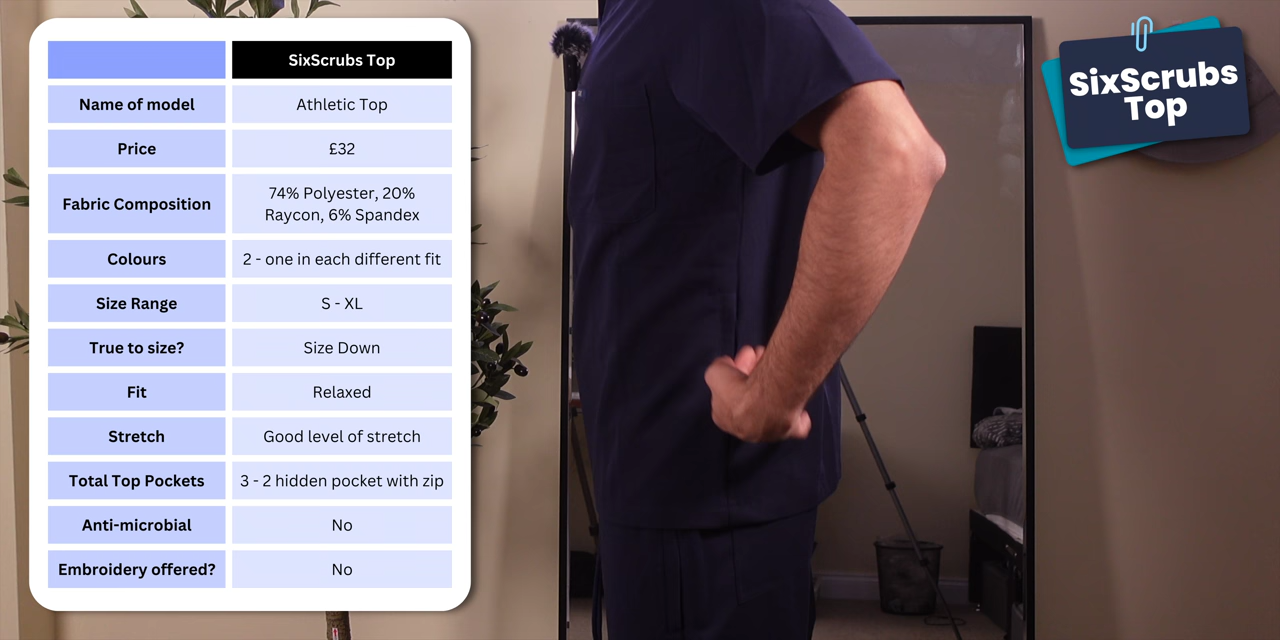 SixScrubs Top
Name of model
Athletic Top
Price
£32
Fabric Composition
74% Polyester, 20%
Raycon, 6% Spandex
Colours
2 - one in each different fit
Size Range
S - XL
True to size?
Size Down
Fit
Relaxed
Stretch
Good level of stretch
Total Top Pockets
3 - 2 hidden pocket with zip
Anti-microbial
No
Embroidery offered?
No
SixScrubs
Top